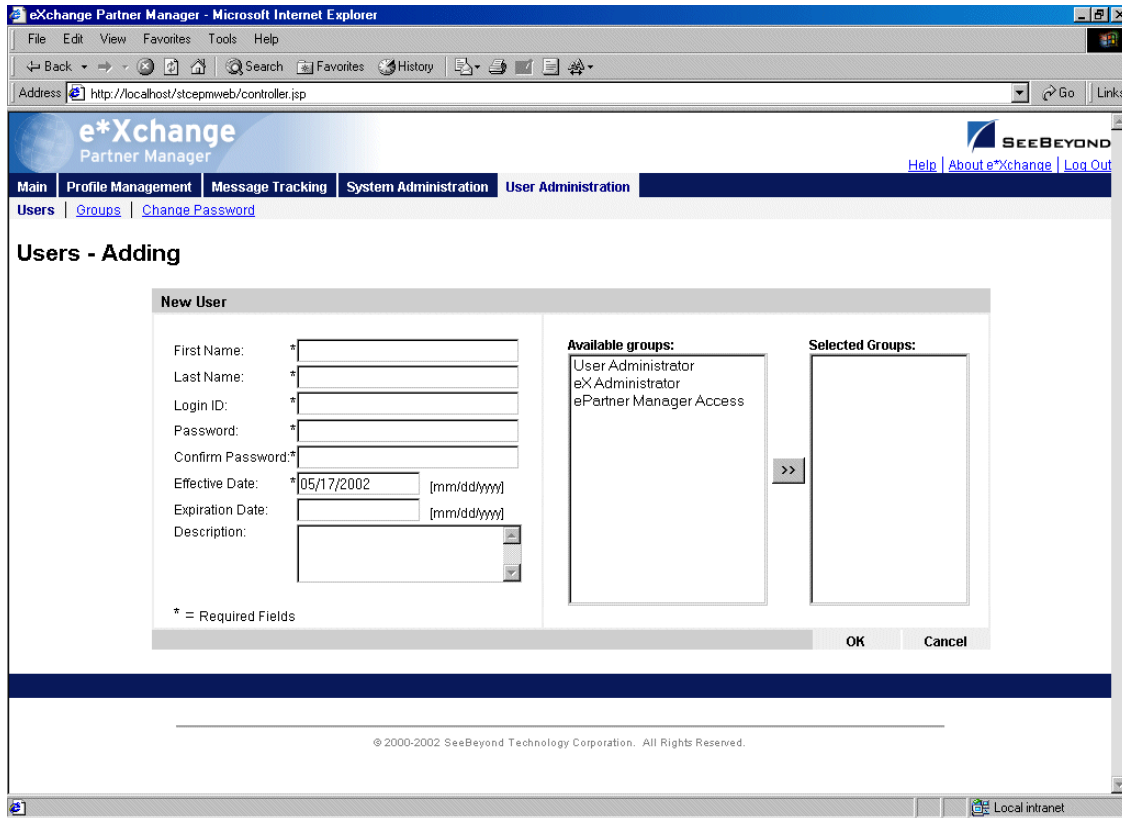 eXchange Partner Manager - Microsoft Internet Explorer
File Edit View Favorites Tools Help
Back Search Favorites History
Address http://localhost/stcepmweb/controller.jsp Go Links
e*Xchange
Partner Manager
SEEBEYOND
Help | About e*Xchange | Log Out
Main Profile Management Message Tracking System Administration User Administration
Users | Groups | Change Password
Users - Adding
New User
Available groups: Selected Groups:
First Name: *
User Administrator
Last Name: *
eX Administrator
Login ID: *
ePartner Manager Access
Password: *
Confirm Password:*
>>
Effective Date: * 05/17/2002 [mm/dd/yyyy]
Expiration Date: [mm/dd/yyyy]
Description:
* = Required Fields
OK Cancel
© 2000-2002 SeeBeyond Technology Corporation. All Rights Reserved.
Local intranet